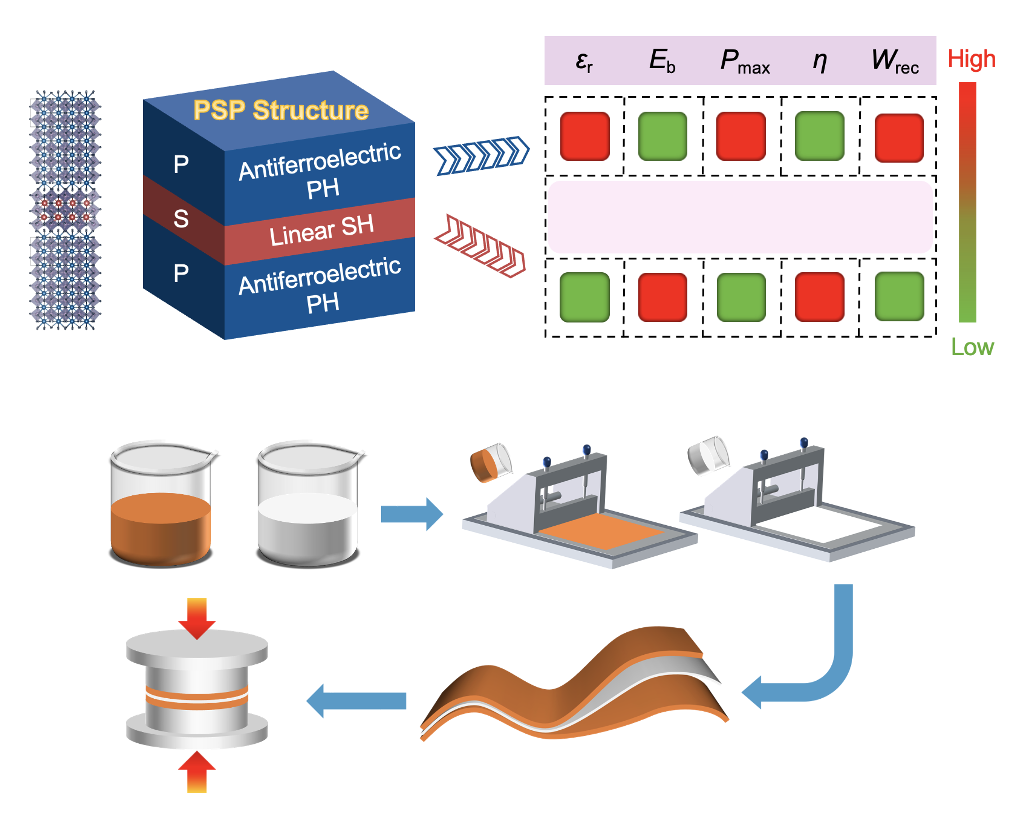 εr Eb Pmax η Wrec
High
PSP Structure
P
Antiferroelectric
PH
S
Linear SH
P
Antiferroelectric
PH
Low